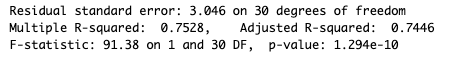 Residual standard error: 3.046 on 30 degrees of freedom
Multiple R-squared:  0.7528,    Adjusted R-squared:  0.7446
F-statistic: 91.38 on 1 and 30 DF,  p-value: 1.294e-10